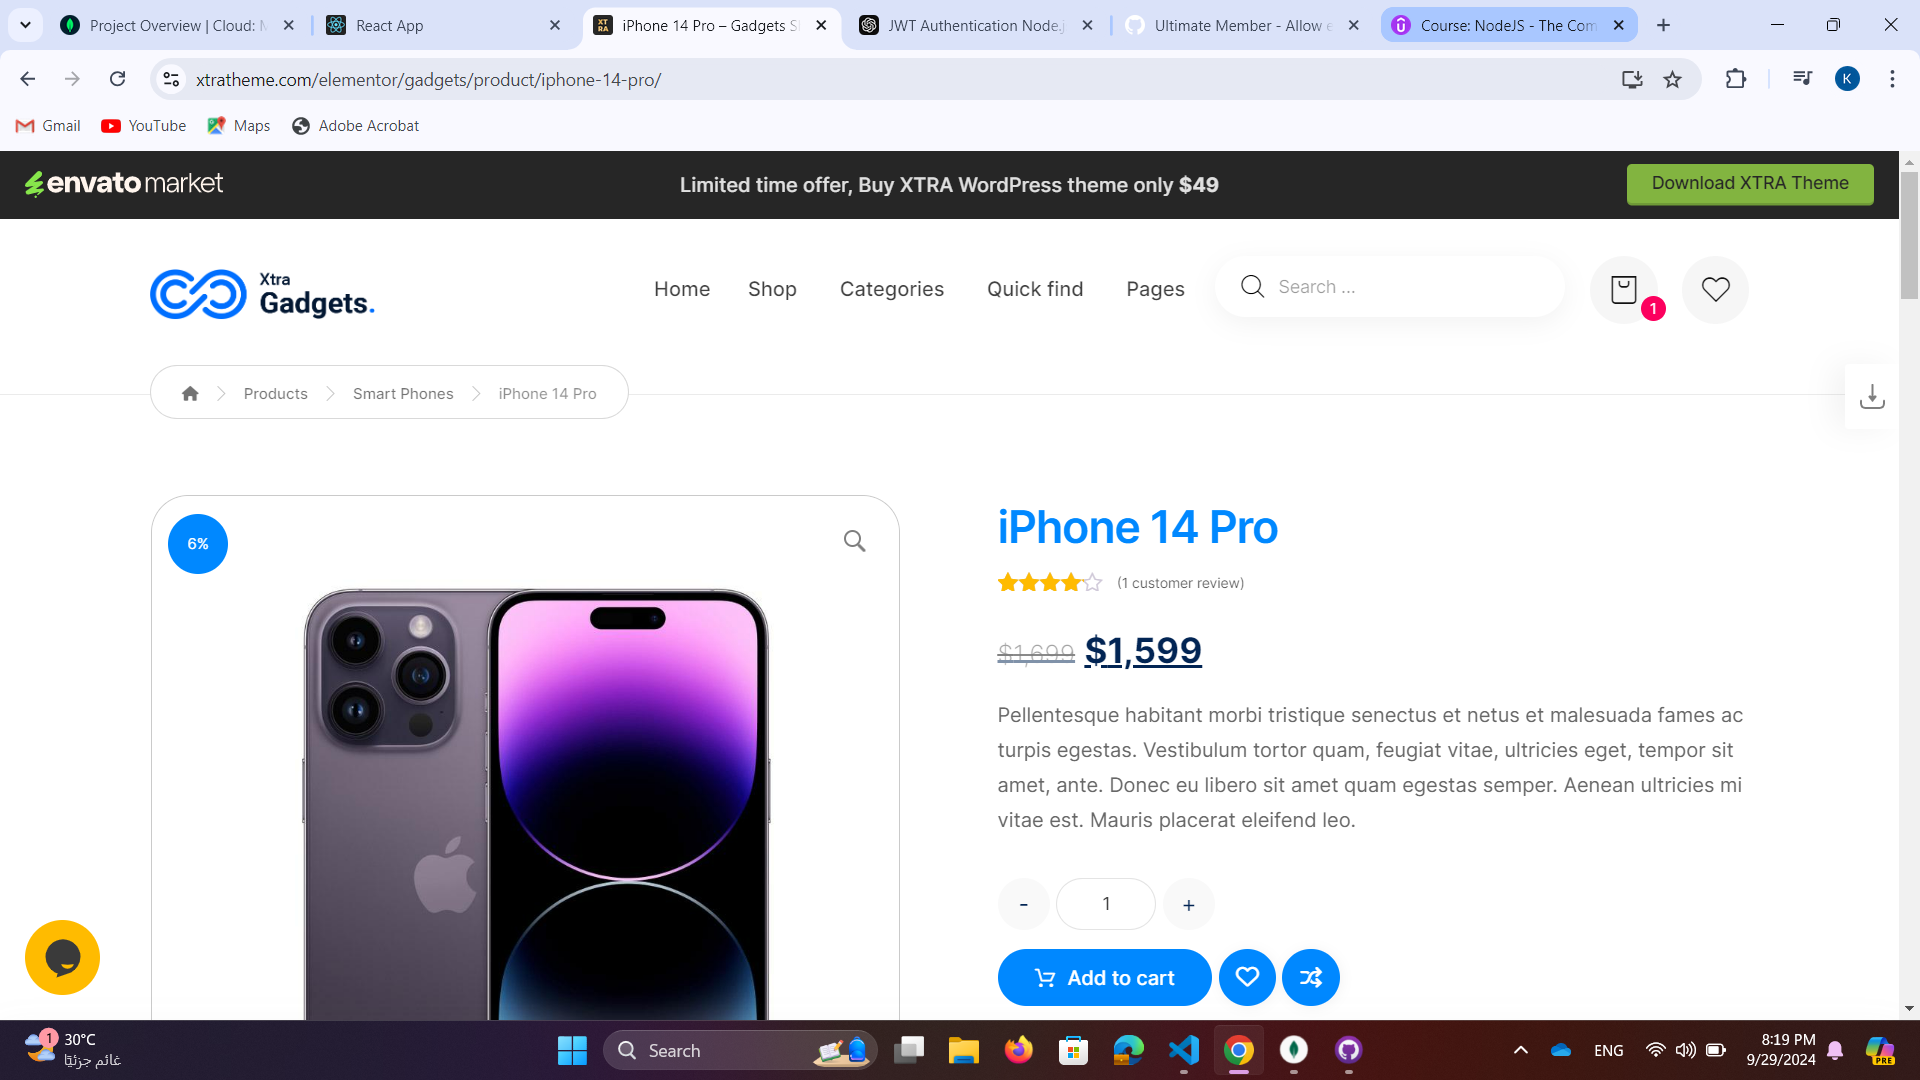 Project Overview | Cloud: M
React App
iPhone 14 Pro – Gadgets Sh
JWT Authentication Node.j
Ultimate Member - Allow e
Course: NodeJS - The Com
xtratheme.com/elementor/gadgets/product/iphone-14-pro/
K
Gmail
YouTube
Maps
Adobe Acrobat
envato market
Limited time offer, Buy XTRA WordPress theme only $49
Download XTRA Theme
Xtra
Gadgets.
Home
Shop
Categories
Quick find
Pages
Search ...
1
Products
Smart Phones
iPhone 14 Pro
6%
iPhone 14 Pro
(1 customer review)
$1,699 $1,599
Pellentesque habitant morbi tristique senectus et netus et malesuada fames ac
turpis egestas. Vestibulum tortor quam, feugiat vitae, ultricies eget, tempor sit
amet, ante. Donec eu libero sit amet quam egestas semper. Aenean ultricies mi
vitae est. Mauris placerat eleifend leo.
- 1 +
Add to cart
1
30°C
غائم جزئيًا
Search
ENG
8:19 PM
9/29/2024
PRE